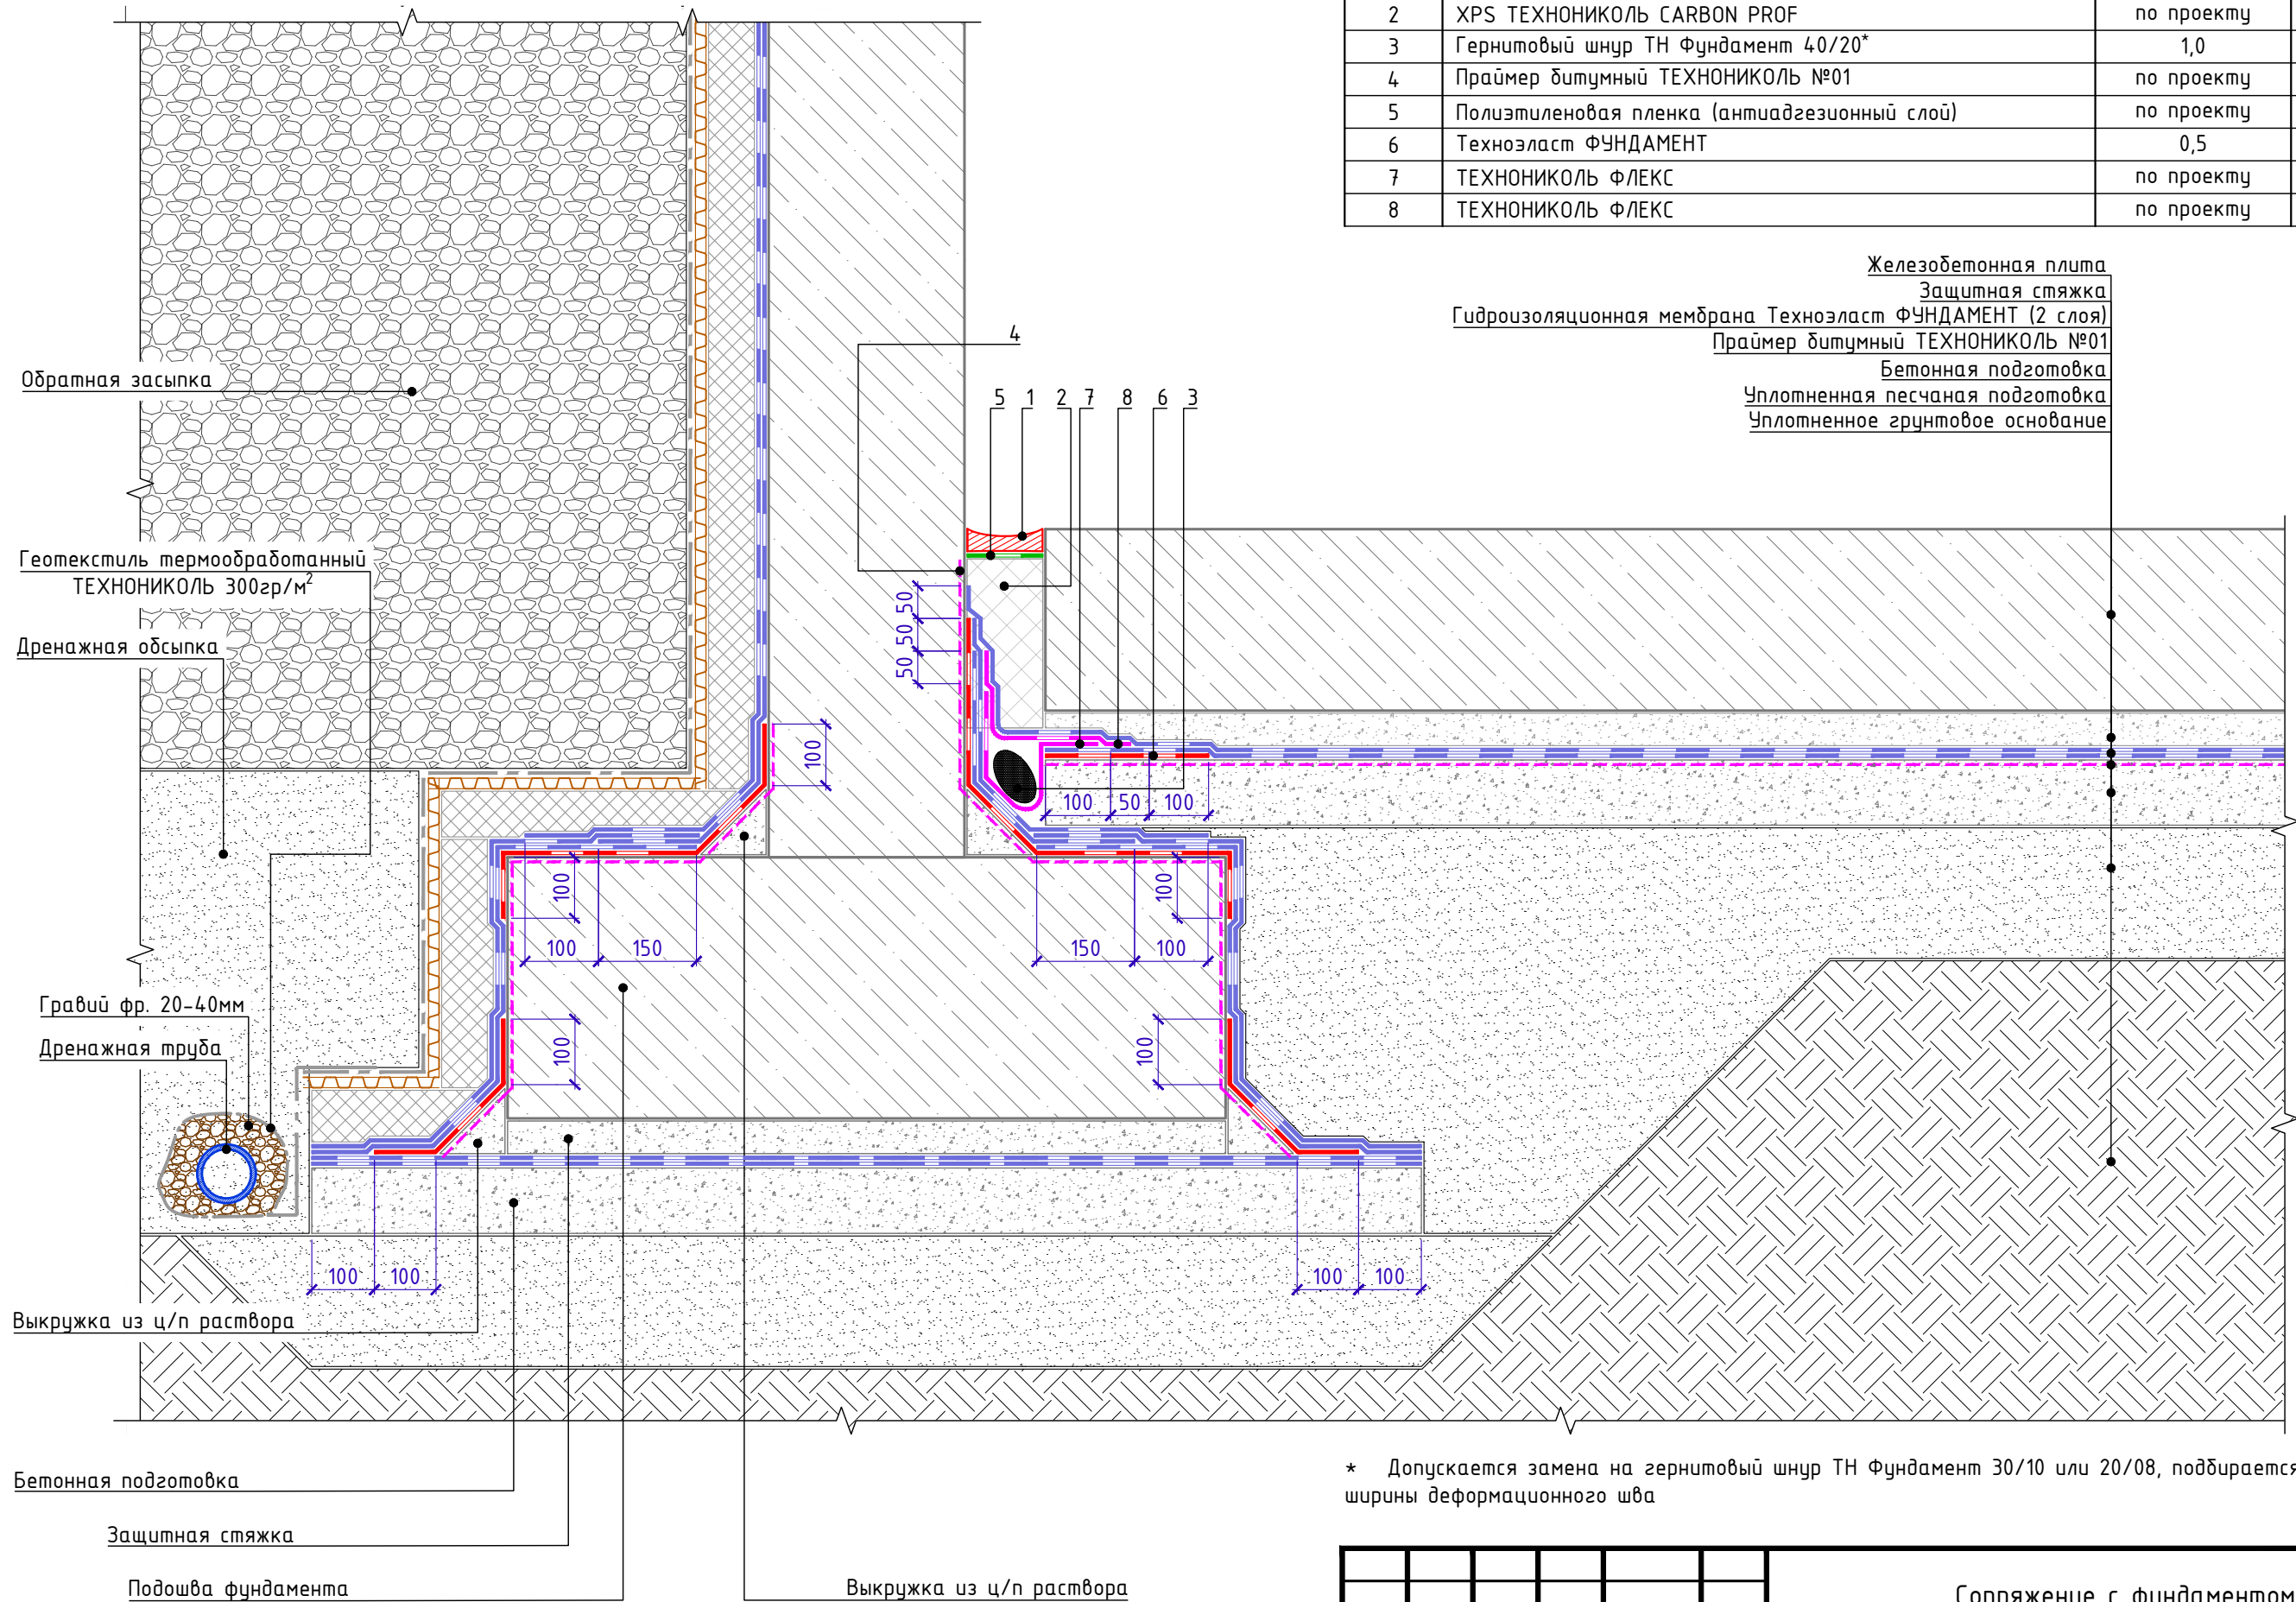 2 XPS ТЕХНОНИКОЛЬ CARBON PROF по проекту
3 Гернитовый шнур ТН Фундамент 40/20* 1,0
4 Праймер битумный ТЕХНОНИКОЛЬ №01 по проекту
5 Полиэтиленовая пленка (антиадгезионный слой) по проекту
6 Техноэласт ФУНДАМЕНТ 0,5
7 ТЕХНОНИКОЛЬ ФЛЕКС по проекту
8 ТЕХНОНИКОЛЬ ФЛЕКС по проекту
Железобетонная плита
Защитная стяжка
Гидроизоляционная мембрана Техноэласт ФУНДАМЕНТ (2 слоя)
Праймер битумный ТЕХНОНИКОЛЬ №01
Бетонная подготовка
Уплотненная песчаная подготовка
Уплотненное грунтовое основание
4
5 1 2 7 8 6 3
Обратная засыпка
Геотекстиль термообработанный
ТЕХНОНИКОЛЬ 300гр/м²
Дренажная обсыпка
50
50
50
100
100 50 100
100
100
100 150
150 100
Гравий фр. 20-40мм
Дренажная труба
100
100
100 100
100 100
Выкружка из ц/п раствора
Бетонная подготовка
Защитная стяжка
Подошва фундамента
Выкружка из ц/п раствора
* Допускается замена на гернитовый шнур ТН Фундамент 30/10 или 20/08, подбирается
ширины деформационного шва
Сопряжение с фундаментом